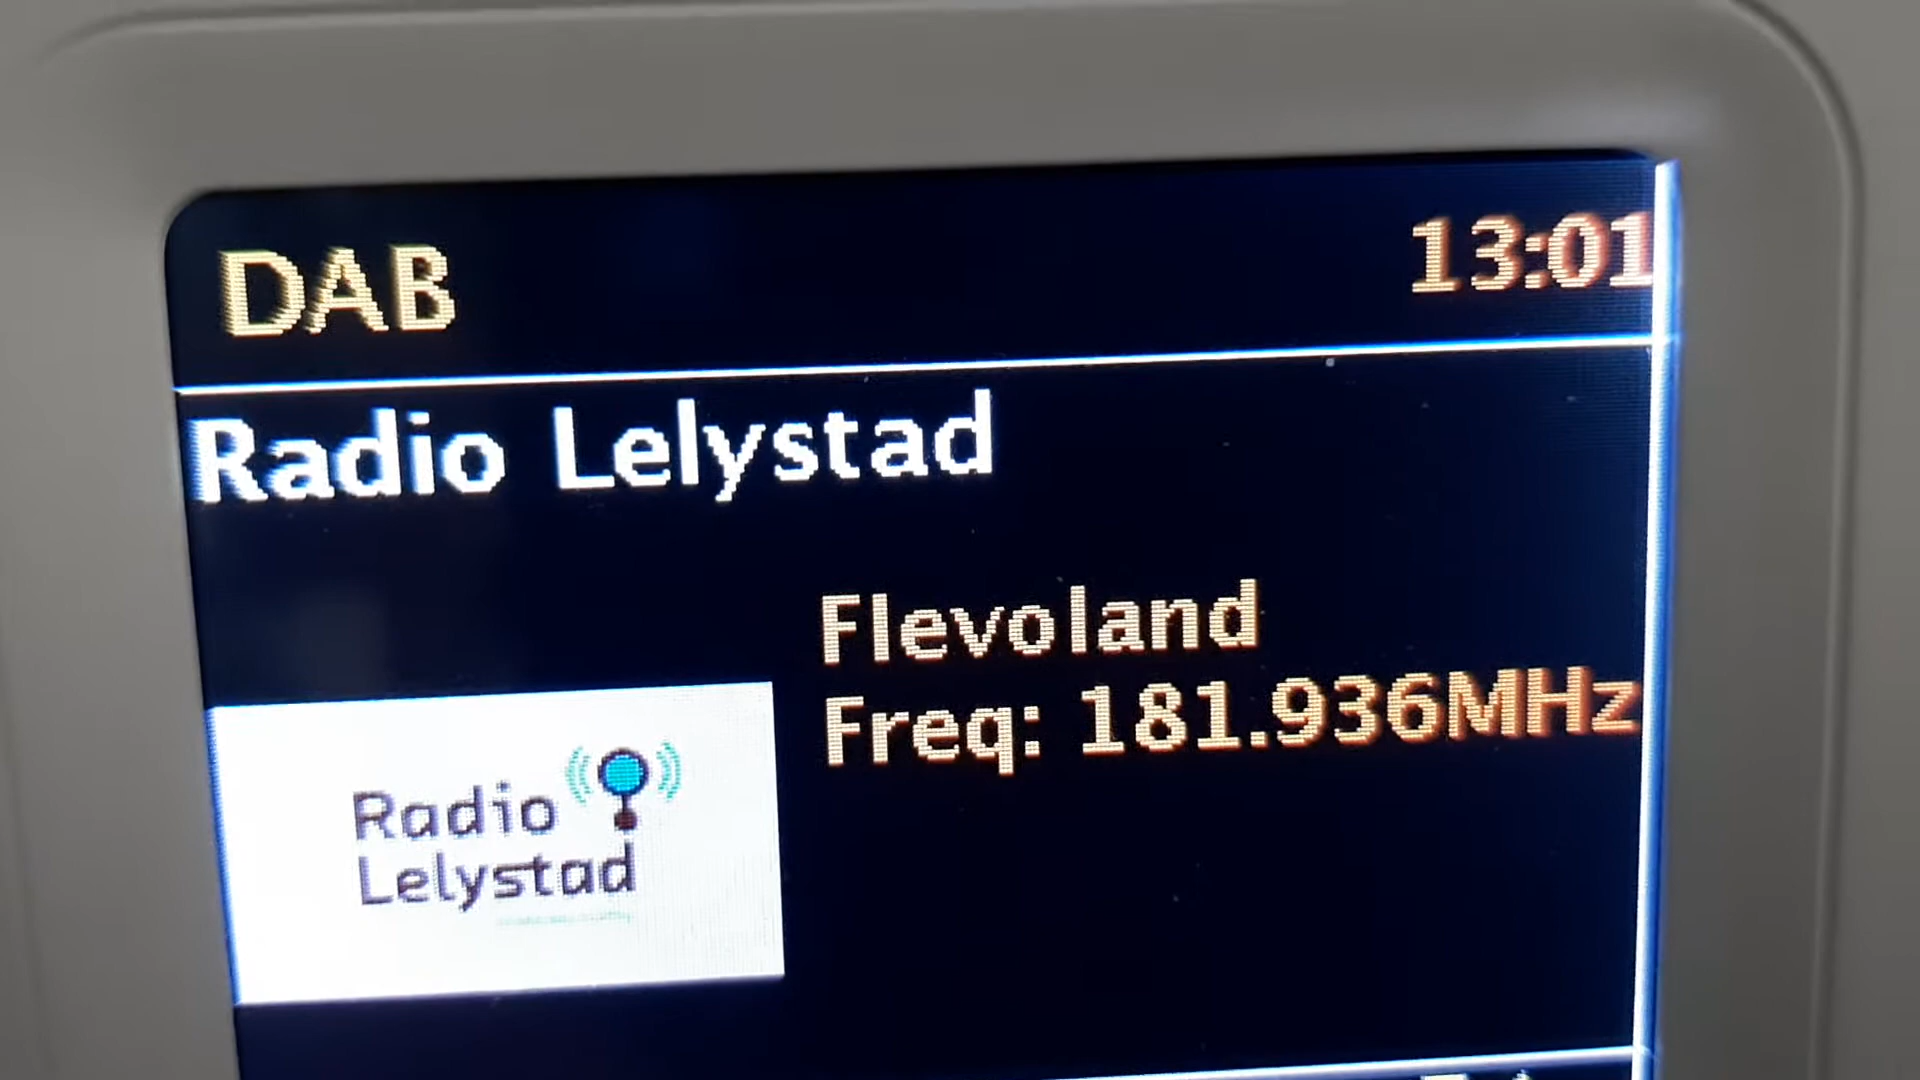 DAB 13:01
Radio Lelystad
Flevoland
Freq: 181.936MHz
Radio
Lelystad